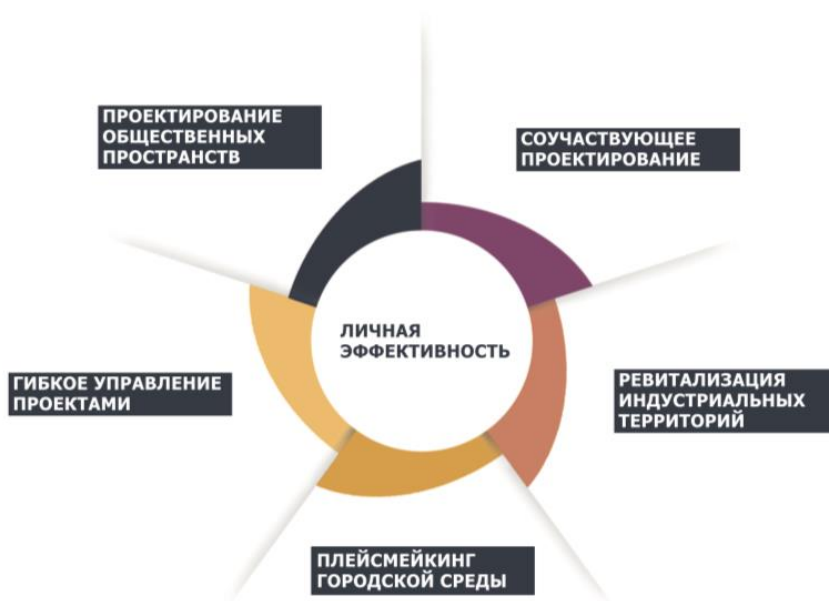 ПРОЕКТИРОВАНИЕ
ОБЩЕСТВЕННЫХ
ПРОСТРАНСТВ
СОУЧАСТВУЮЩЕЕ
ПРОЕКТИРОВАНИЕ
ЛИЧНАЯ
ЭФФЕКТИВНОСТЬ
ГИБКОЕ УПРАВЛЕНИЕ
ПРОЕКТАМИ
РЕВИТАЛИЗАЦИЯ
ИНДУСТРИАЛЬНЫХ
ТЕРРИТОРИЙ
ПЛЕЙСМЕЙКИНГ
ГОРОДСКОЙ СРЕДЫ